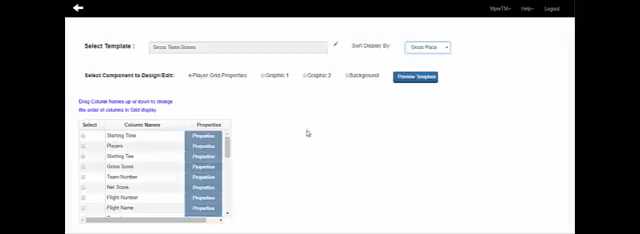 ViperTM Help Logout
Select Template : Gross Team Scores Sort Display By Gross Place
Select Component to Design/Edit: Player Grid Properties Graphic 1 Graphic 2 Background Preview Template
Drag Column Names up or down to change
the order of columns in Grid display
Select Column Names Properties
Starting Time Properties
Players Properties
Starting Tee Properties
Gross Score Properties
Team Number Properties
Net Score Properties
Flight Number Properties
Flight Name Properties